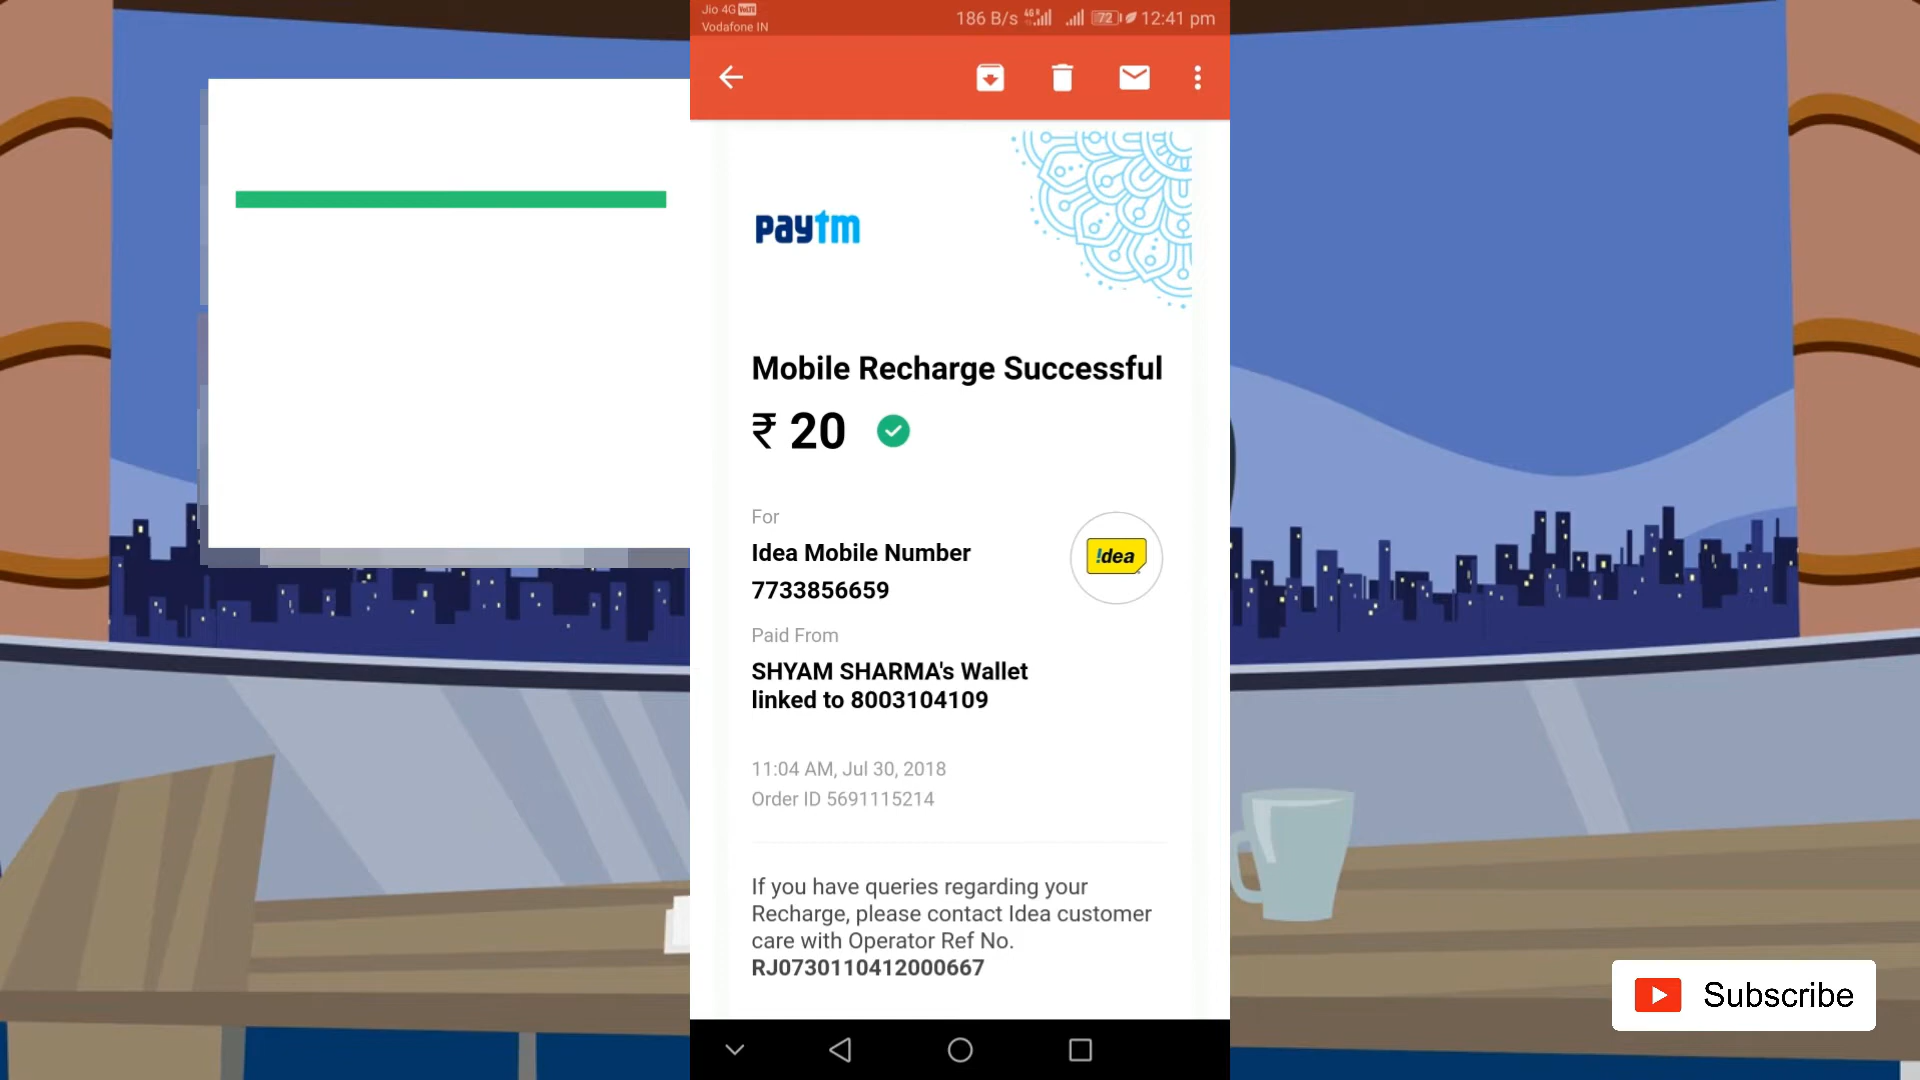 Jio 4G VoLTE
Vodafone IN
186 B/s 4G 72 12:41 pm
paytm
Mobile Recharge Successful
₹ 20
For
Idea Mobile Number
7733856659
!dea
Paid From
SHYAM SHARMA's Wallet
linked to 8003104109
11:04 AM, Jul 30, 2018
Order ID 5691115214
If you have queries regarding your
Recharge, please contact Idea customer
care with Operator Ref No.
RJ0730110412000667
Subscribe